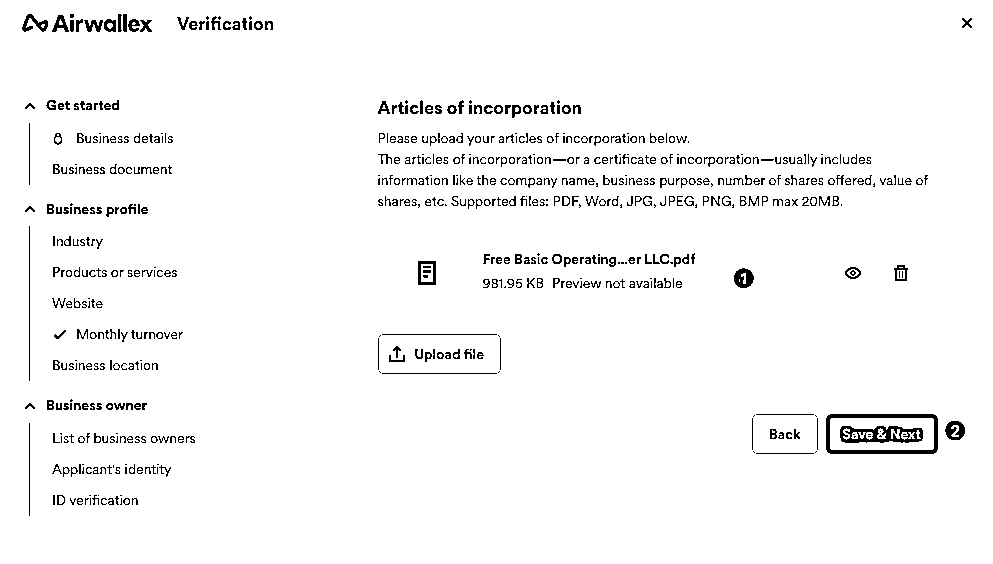 Airwallex Verification
Get started
Business details
Business document
Business profile
Industry
Products or services
Website
Monthly turnover
Business location
Business owner
List of business owners
Applicant's identity
ID verification
Articles of incorporation
Please upload your articles of incorporation below.
The articles of incorporation—or a certificate of incorporation—usually includes
information like the company name, business purpose, number of shares offered, value of
shares, etc. Supported files: PDF, Word, JPG, JPEG, PNG, BMP max 20MB.
Free Basic Operating...er LLC.pdf
981.95 KB Preview not available
1
Upload file
Back
Save & Next
2